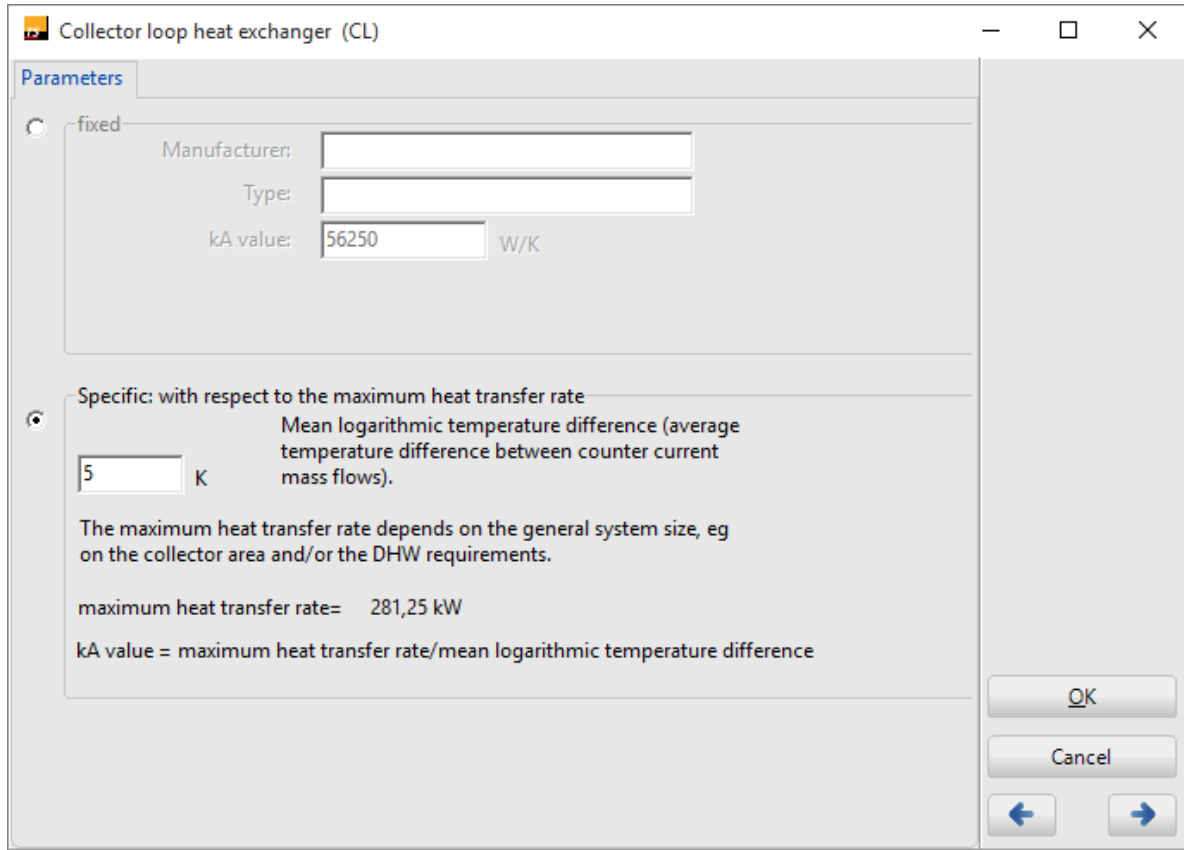 Collector loop heat exchanger (CL)
Parameters
fixed
Manufacturer:
Type:
kA value: 56250 W/K
Specific: with respect to the maximum heat transfer rate
Mean logarithmic temperature difference (average
temperature difference between counter current
mass flows).
5 K
The maximum heat transfer rate depends on the general system size, eg
on the collector area and/or the DHW requirements.
maximum heat transfer rate= 281,25 kW
kA value = maximum heat transfer rate/mean logarithmic temperature difference
OK
Cancel